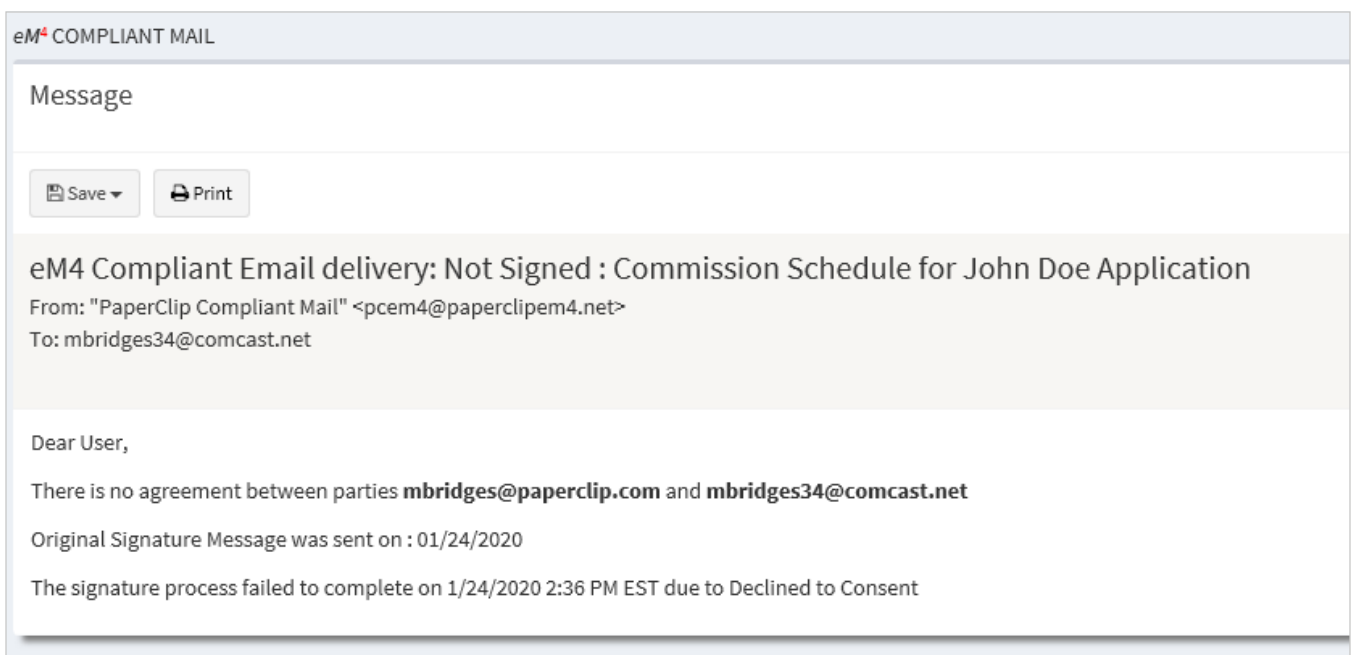 eM⁴ COMPLIANT MAIL
Message
Save Print
eM4 Compliant Email delivery: Not Signed : Commission Schedule for John Doe Application
From: "PaperClip Compliant Mail" <pcem4@paperclipem4.net>
To: mbridges34@comcast.net
Dear User,
There is no agreement between parties mbridges@paperclip.com and mbridges34@comcast.net
Original Signature Message was sent on : 01/24/2020
The signature process failed to complete on 1/24/2020 2:36 PM EST due to Declined to Consent